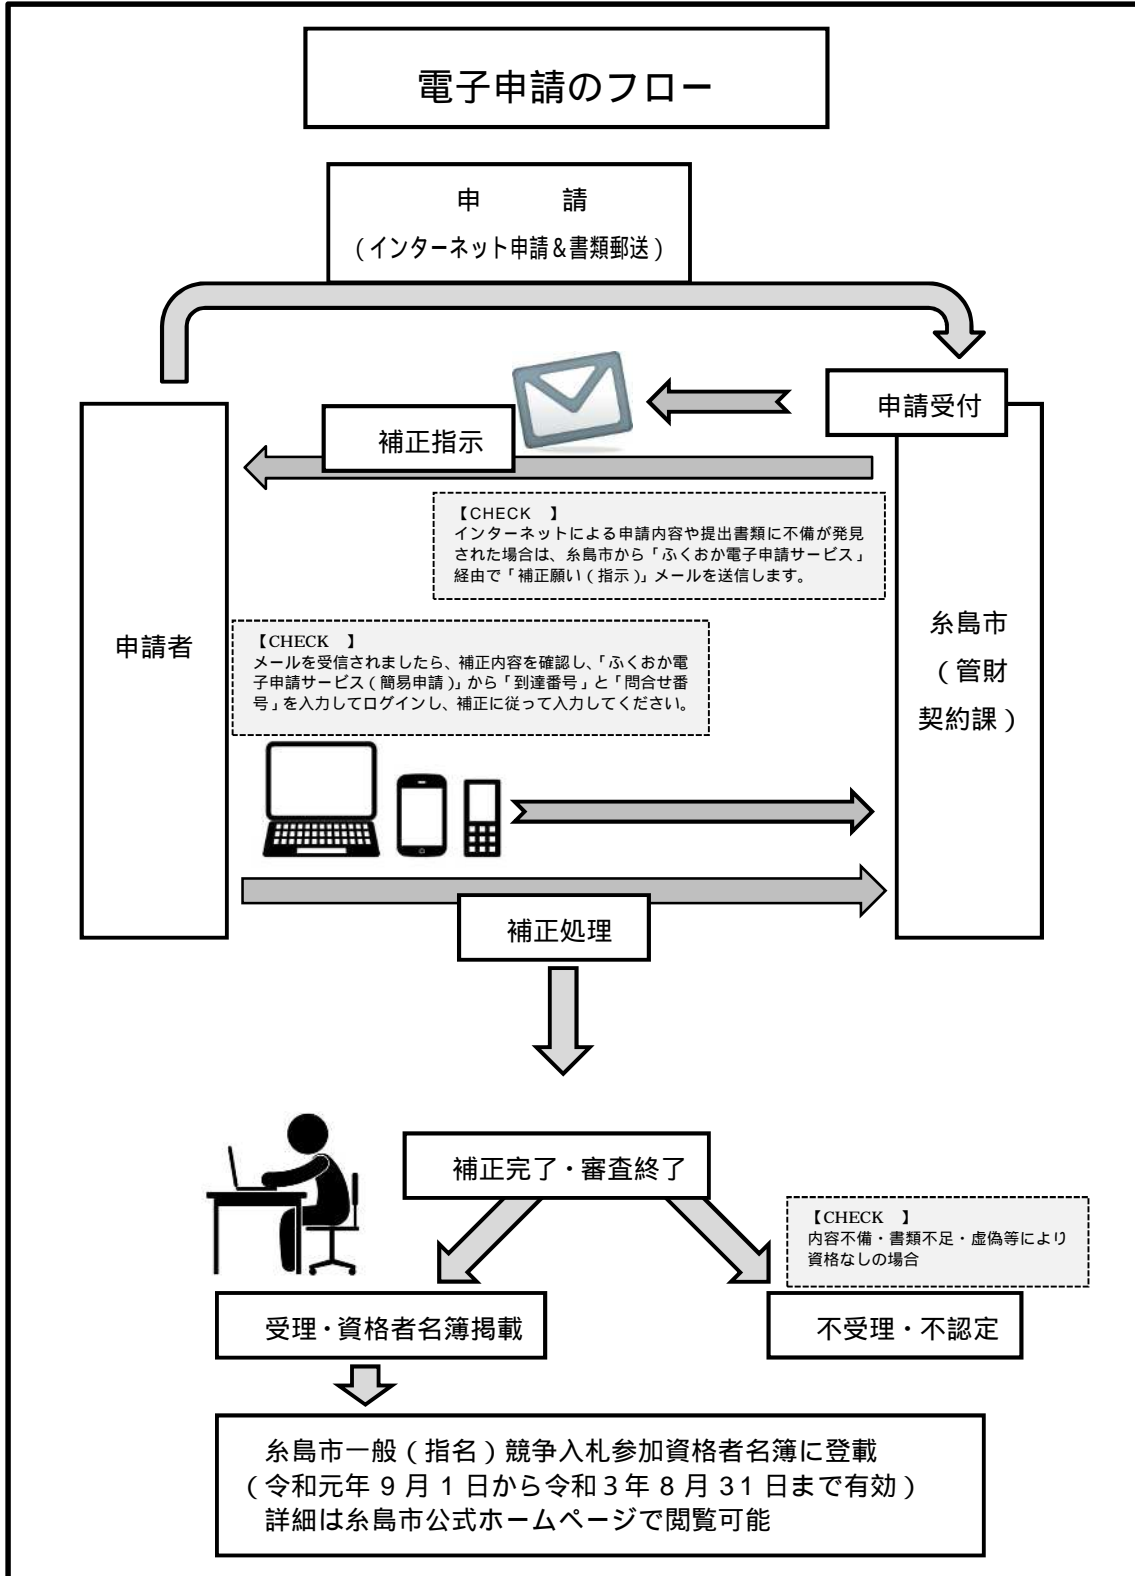 電子申請のフロー
申　　請
（インターネット申請＆書類郵送）
申請受付
補正指示
【CHECK　】
インターネットによる申請内容や提出書類に不備が発見
された場合は、糸島市から「ふくおか電子申請サービス」
経由で「補正願い（指示）」メールを送信します。
申請者
【CHECK　】
メールを受信されましたら、補正内容を確認し、「ふくおか電
子申請サービス（簡易申請）」から「到達番号」と「問合せ番
号」を入力してログインし、補正に従って入力してください。
糸島市
（管財
契約課）
補正処理
補正完了・審査終了
【CHECK　】
内容不備・書類不足・虚偽等により
資格なしの場合
受理・資格者名簿掲載
不受理・不認定
糸島市一般（指名）競争入札参加資格者名簿に登載
（令和元年 9 月 1 日から令和３年 8 月 31 日まで有効）
詳細は糸島市公式ホームページで閲覧可能